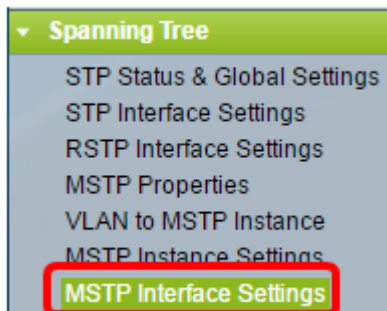 Spanning Tree
STP Status & Global Settings
STP Interface Settings
RSTP Interface Settings
MSTP Properties
VLAN to MSTP Instance
MSTP Instance Settings
MSTP Interface Settings